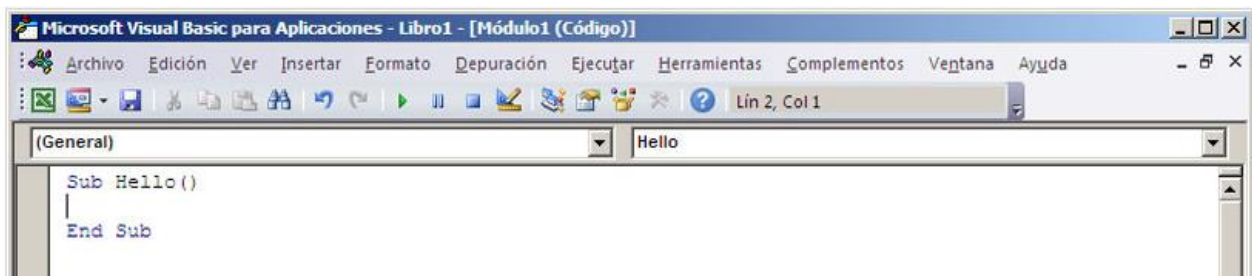 Microsoft Visual Basic para Aplicaciones - Libro1 - [Módulo1 (Código)]
Archivo Edición Ver Insertar Formato Depuración Ejecutar Herramientas Complementos Ventana Ayuda
Lín 2, Col 1
(General) Hello
Sub Hello()
End Sub